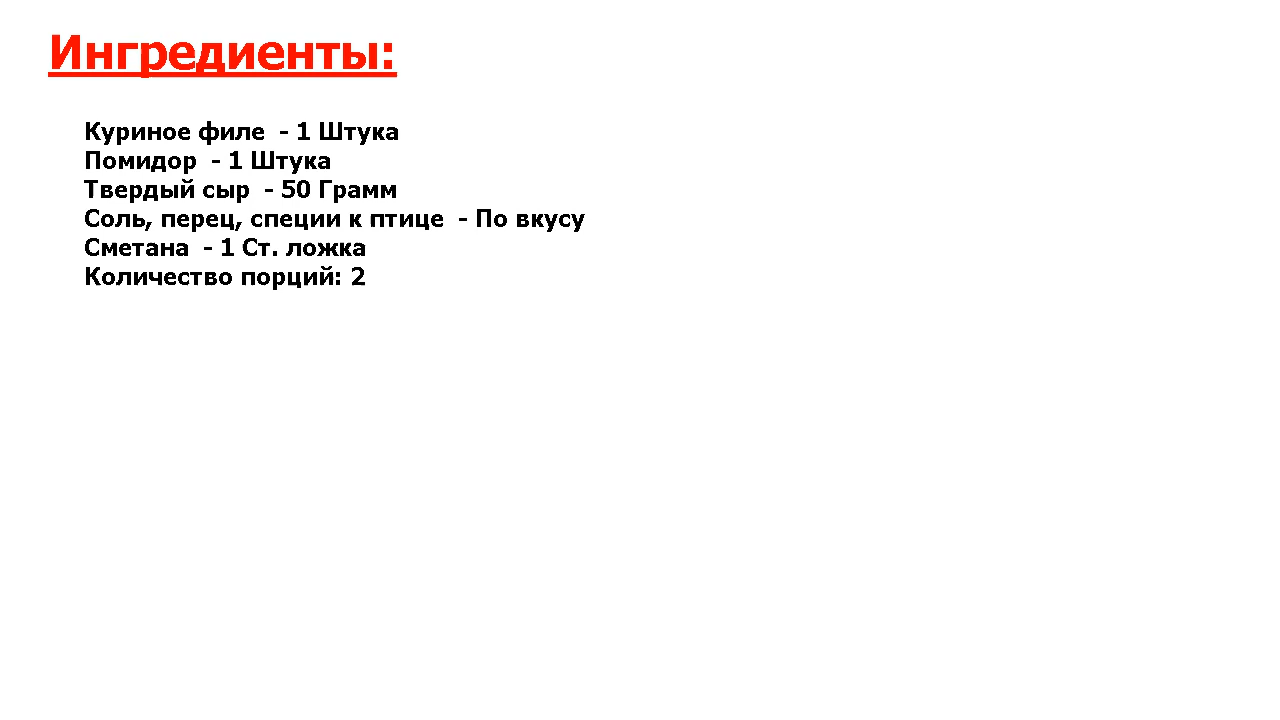 Ингредиенты:
Куриное филе  - 1 Штука
Помидор  - 1 Штука
Твердый сыр  - 50 Грамм
Соль, перец, специи к птице  - По вкусу
Сметана  - 1 Ст. ложка
Количество порций: 2